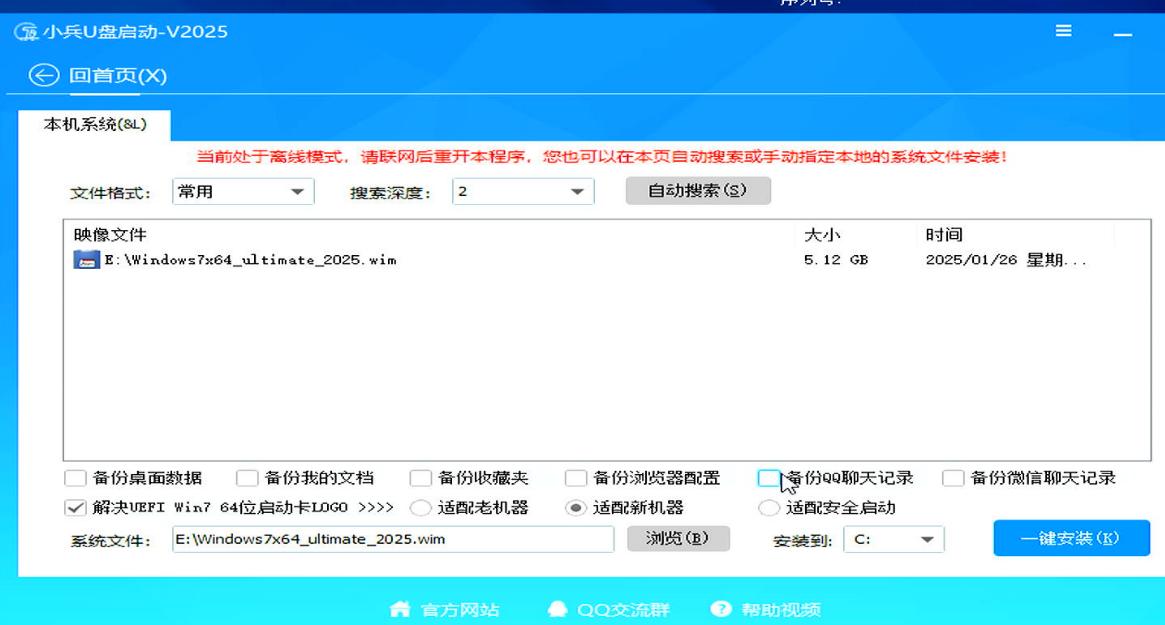 小兵U盘启动-V2025
回首页(X)
本机系统(&L)
当前处于离线模式，请联网后重开本程序，您也可以在本页自动搜索或手动指定本地的系统文件安装！
文件格式： 常用 搜索深度： 2 自动搜索(S)
映像文件 大小 时间
E:\Windows7x64_ultimate_2025.wim 5.12 GB 2025/01/26 星期...
备份桌面数据 备份我的文档 备份收藏夹 备份浏览器配置 备份QQ聊天记录 备份微信聊天记录
解决UEFI Win7 64位启动卡LOGO >>>> 适配老机器 适配新机器 适配安全启动
系统文件： E:\Windows7x64_ultimate_2025.wim 浏览(B) 安装到: C: 一键安装(K)
官方网站 QQ交流群 帮助视频